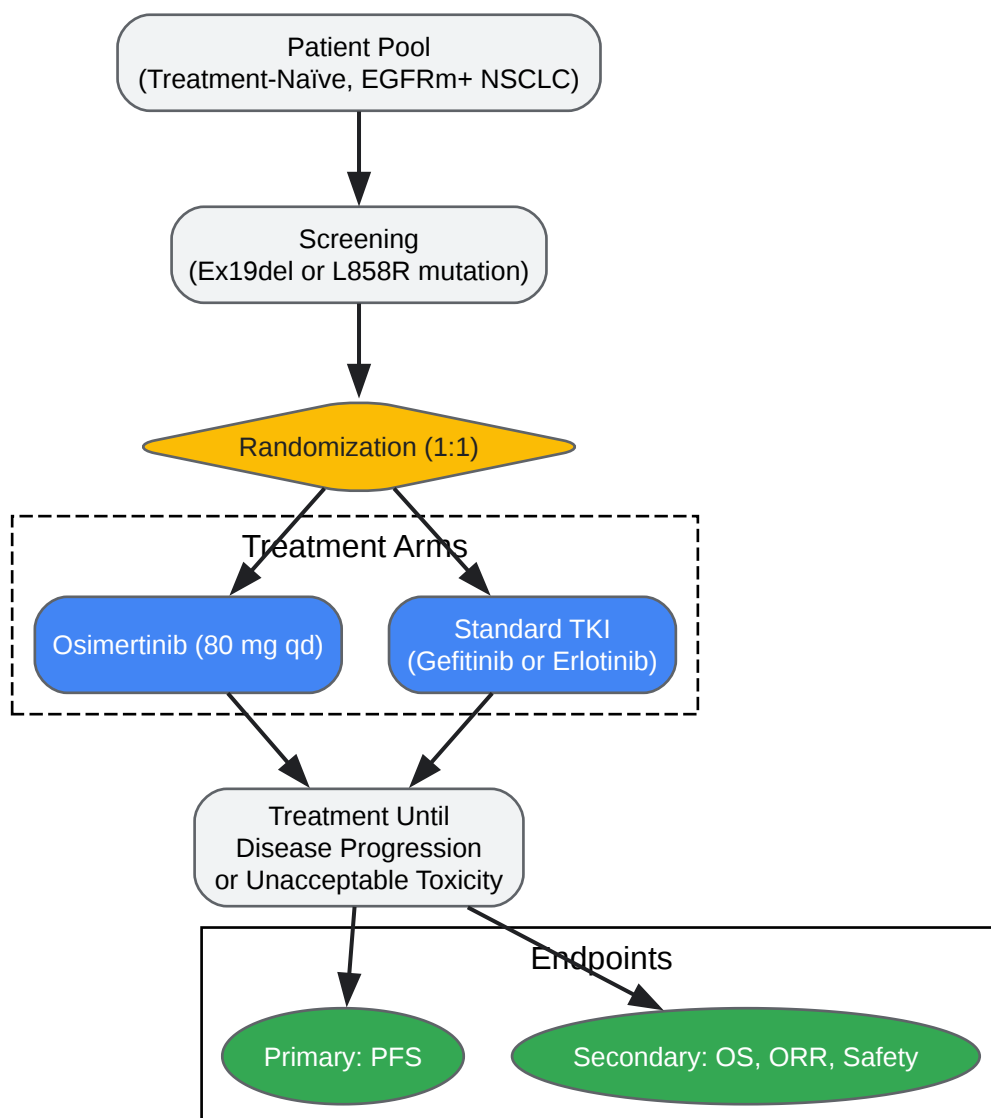 Patient Pool
(Treatment-Naïve, EGFRm+ NSCLC)
Screening
(Ex19del or L858R mutation)
Randomization (1:1)
Treatment Arms
Osimertinib (80 mg qd)
Standard TKI
(Gefitinib or Erlotinib)
Treatment Until
Disease Progression
or Unacceptable Toxicity
Endpoints
Primary: PFS
Secondary: OS, ORR, Safety